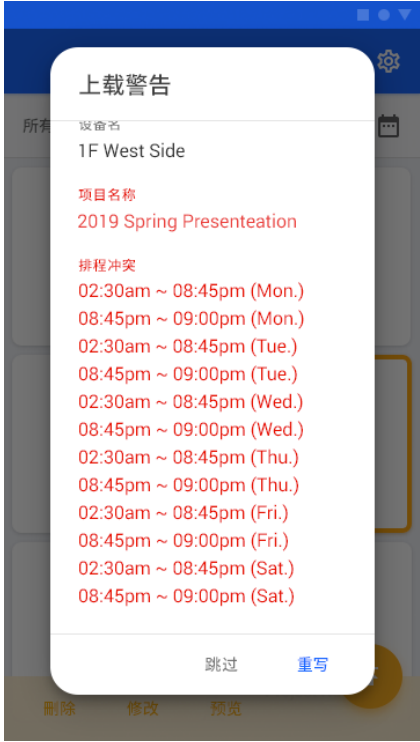 上载警告
所有
设备名
1F West Side
项目名称
2019 Spring Presenteation
排程冲突
02:30am ~ 08:45pm (Mon.)
08:45pm ~ 09:00pm (Mon.)
02:30am ~ 08:45pm (Tue.)
08:45pm ~ 09:00pm (Tue.)
02:30am ~ 08:45pm (Wed.)
08:45pm ~ 09:00pm (Wed.)
02:30am ~ 08:45pm (Thu.)
08:45pm ~ 09:00pm (Thu.)
02:30am ~ 08:45pm (Fri.)
08:45pm ~ 09:00pm (Fri.)
02:30am ~ 08:45pm (Sat.)
08:45pm ~ 09:00pm (Sat.)
跳过 重写
删除 修改 预览